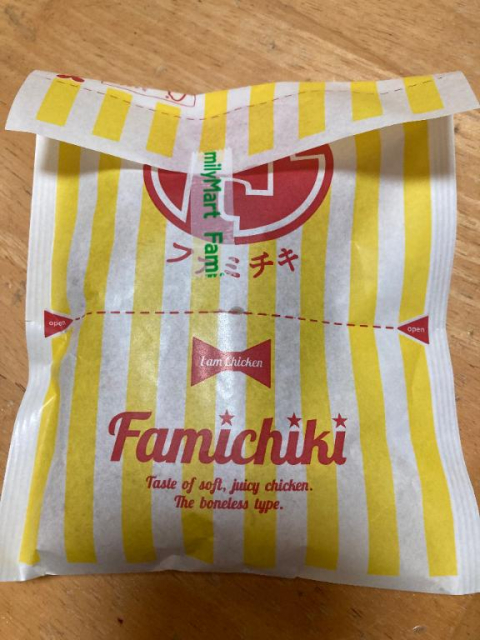 milyMart Fami
ファミチキ
open
open
I am Chicken
Famichiki
Taste of soft, juicy chicken.
The boneless type.